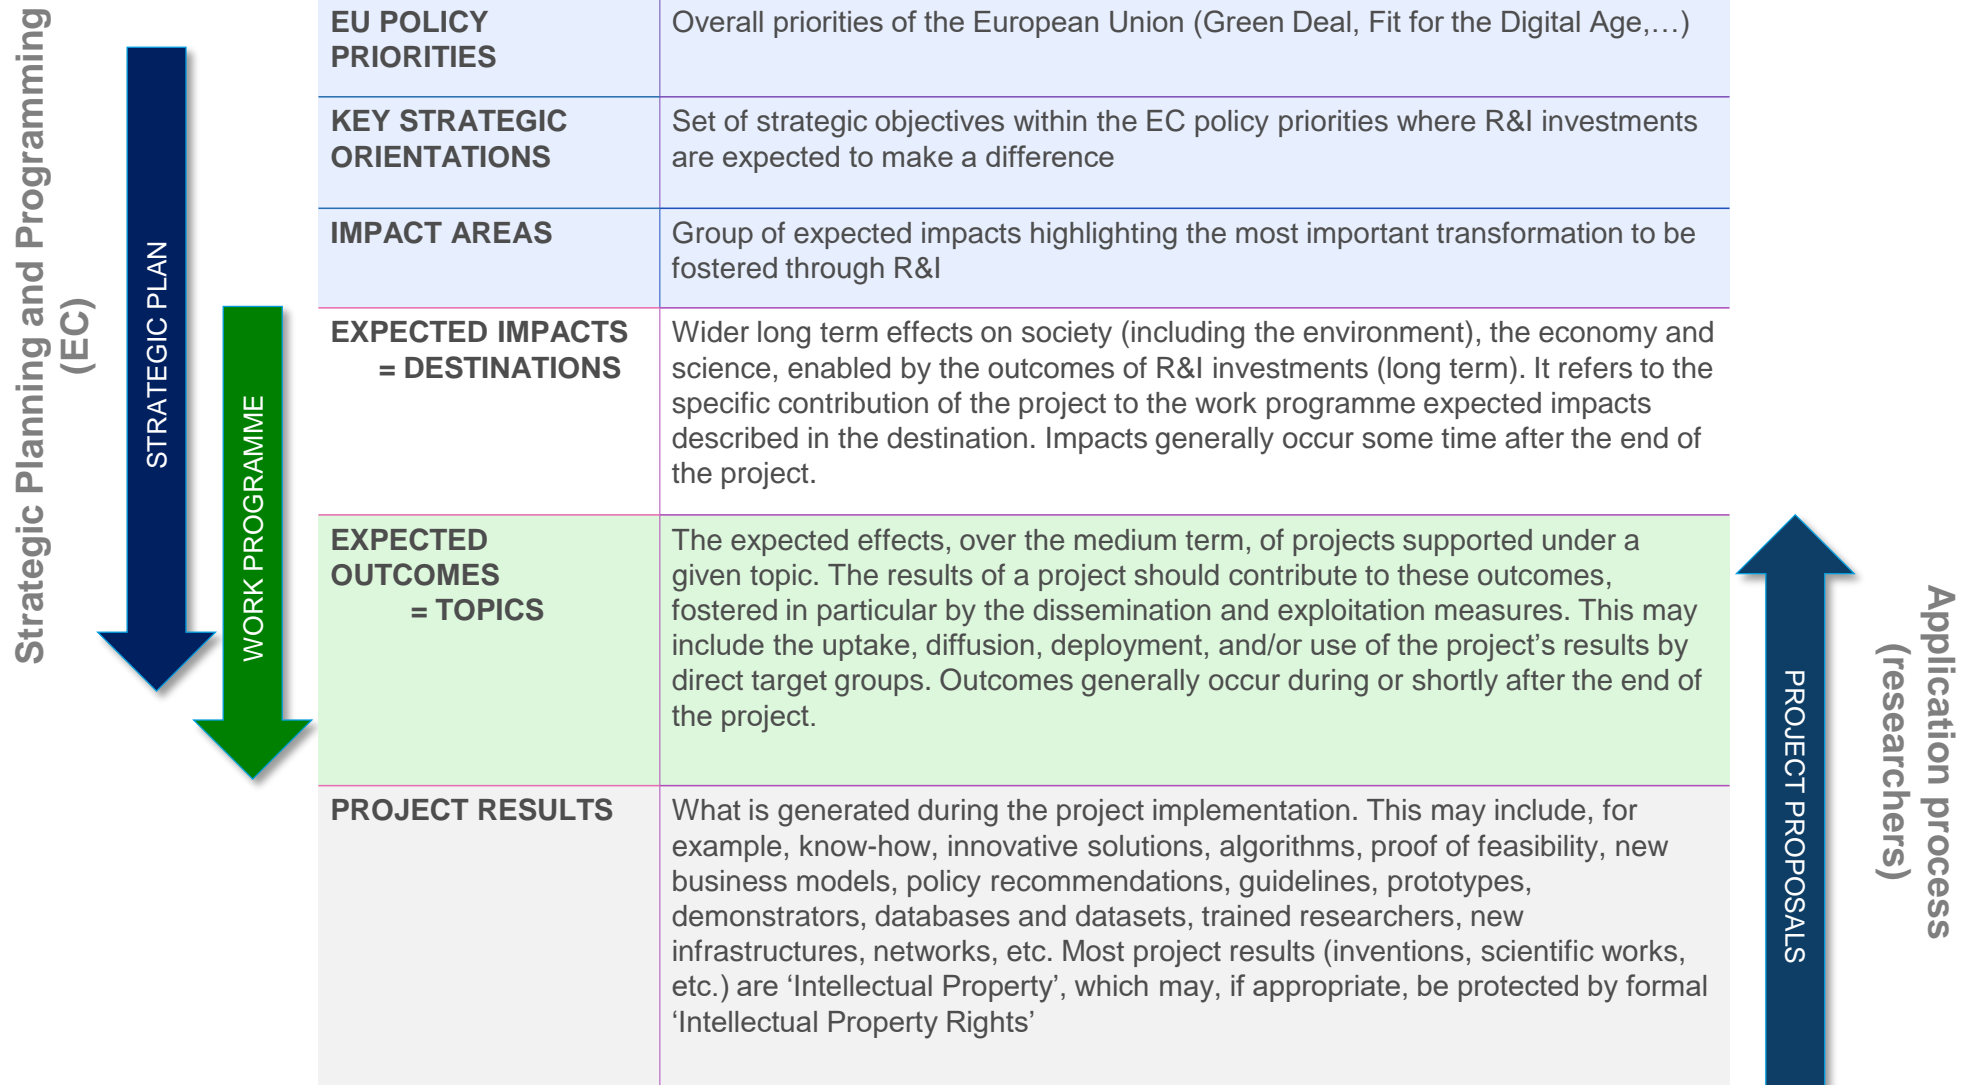 Strategic Planning and Programming
(EC)
STRATEGIC PLAN
WORK PROGRAMME
EU POLICY
PRIORITIES
Overall priorities of the European Union (Green Deal, Fit for the Digital Age,…)
KEY STRATEGIC
ORIENTATIONS
Set of strategic objectives within the EC policy priorities where R&I investments
are expected to make a difference
IMPACT AREAS
Group of expected impacts highlighting the most important transformation to be
fostered through R&I
EXPECTED IMPACTS
= DESTINATIONS
Wider long term effects on society (including the environment), the economy and
science, enabled by the outcomes of R&I investments (long term). It refers to the
specific contribution of the project to the work programme expected impacts
described in the destination. Impacts generally occur some time after the end of
the project.
EXPECTED
OUTCOMES
= TOPICS
The expected effects, over the medium term, of projects supported under a
given topic. The results of a project should contribute to these outcomes,
fostered in particular by the dissemination and exploitation measures. This may
include the uptake, diffusion, deployment, and/or use of the project’s results by
direct target groups. Outcomes generally occur during or shortly after the end of
the project.
PROJECT RESULTS
What is generated during the project implementation. This may include, for
example, know-how, innovative solutions, algorithms, proof of feasibility, new
business models, policy recommendations, guidelines, prototypes,
demonstrators, databases and datasets, trained researchers, new
infrastructures, networks, etc. Most project results (inventions, scientific works,
etc.) are ‘Intellectual Property’, which may, if appropriate, be protected by formal
‘Intellectual Property Rights’
PROJECT PROPOSALS
Application process
(researchers)